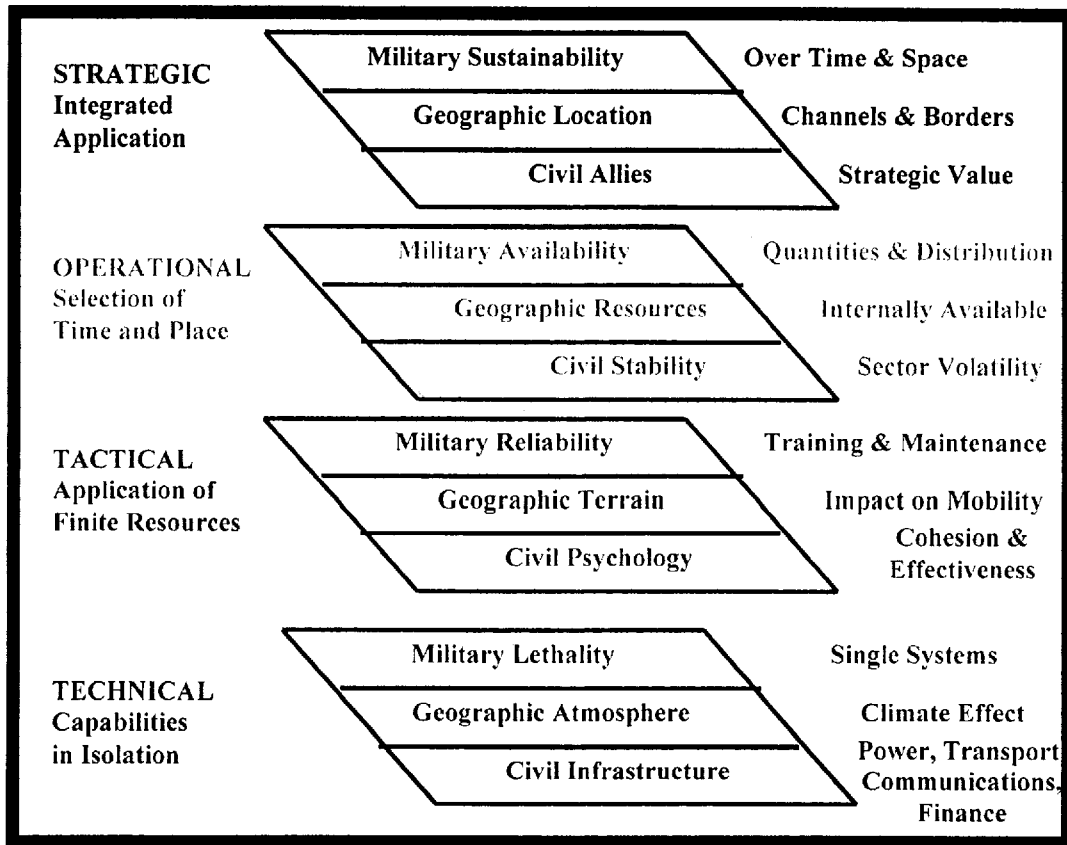 STRATEGIC
Integrated
Application
Military Sustainability
Over Time & Space
Geographic Location
Channels & Borders
Civil Allies
Strategic Value
OPERATIONAL
Selection of
Time and Place
Military Availability
Quantities & Distribution
Geographic Resources
Internally Available
Civil Stability
Sector Volatility
TACTICAL
Application of
Finite Resources
Military Reliability
Training & Maintenance
Geographic Terrain
Impact on Mobility
Civil Psychology
Cohesion &
Effectiveness
TECHNICAL
Capabilities
in Isolation
Military Lethality
Single Systems
Geographic Atmosphere
Climate Effect
Civil Infrastructure
Power, Transport
Communications,
Finance